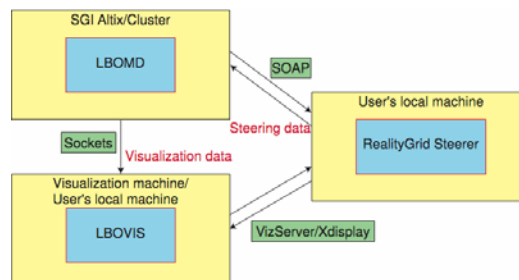 SGI Altix/Cluster
LBOMD
SOAP
User's local machine
RealityGrid Steerer
Steering data
Sockets
Visualization data
Visualization machine/
User's local machine
LBOVIS
VizServer/Xdisplay